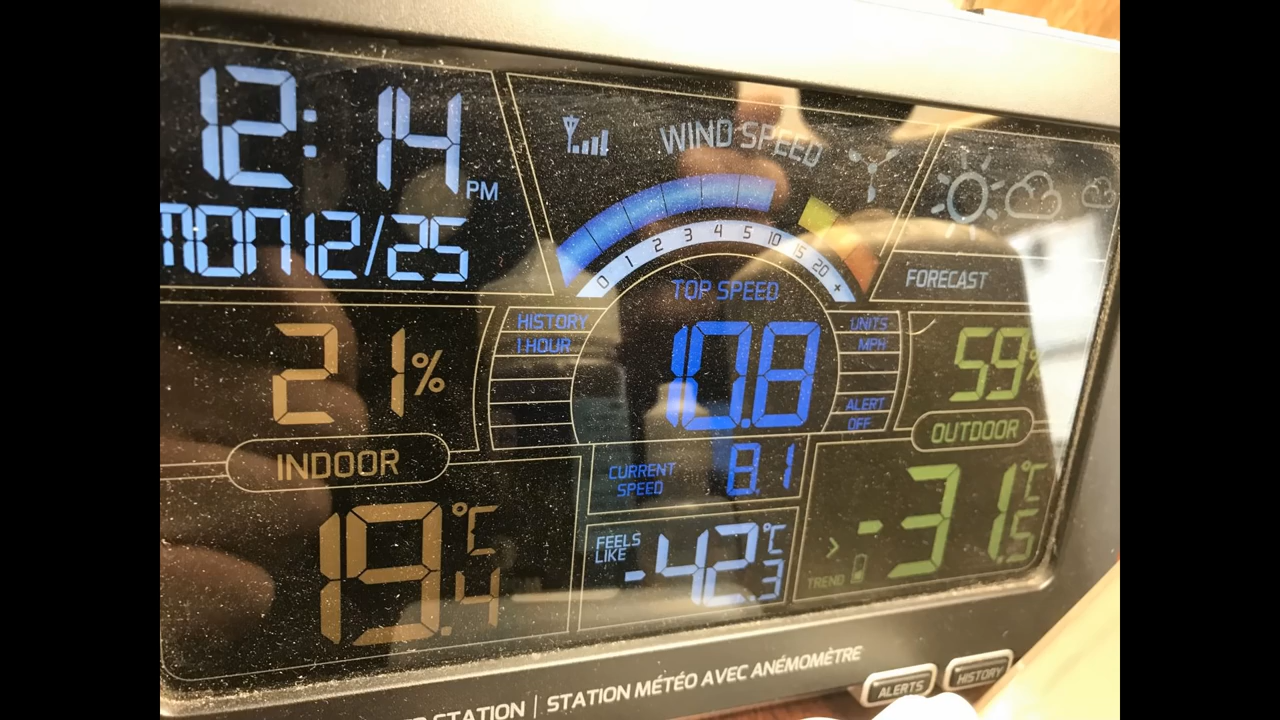 12:14 PM
MON 12/25
WIND SPEED
0 1 2 3 4 5 10 15 20 +
TOP SPEED
10.8
HISTORY
1 HOUR
UNITS
MPH
ALERT
OFF
FORECAST
21%
INDOOR
19.4°C
CURRENT
SPEED
8.1
FEELS
LIKE
-42.3°C
59%
OUTDOOR
-31.5°C
TREND
STATION | STATION MÉTÉO AVEC ANÉMOMÈTRE
ALERTS
HISTORY